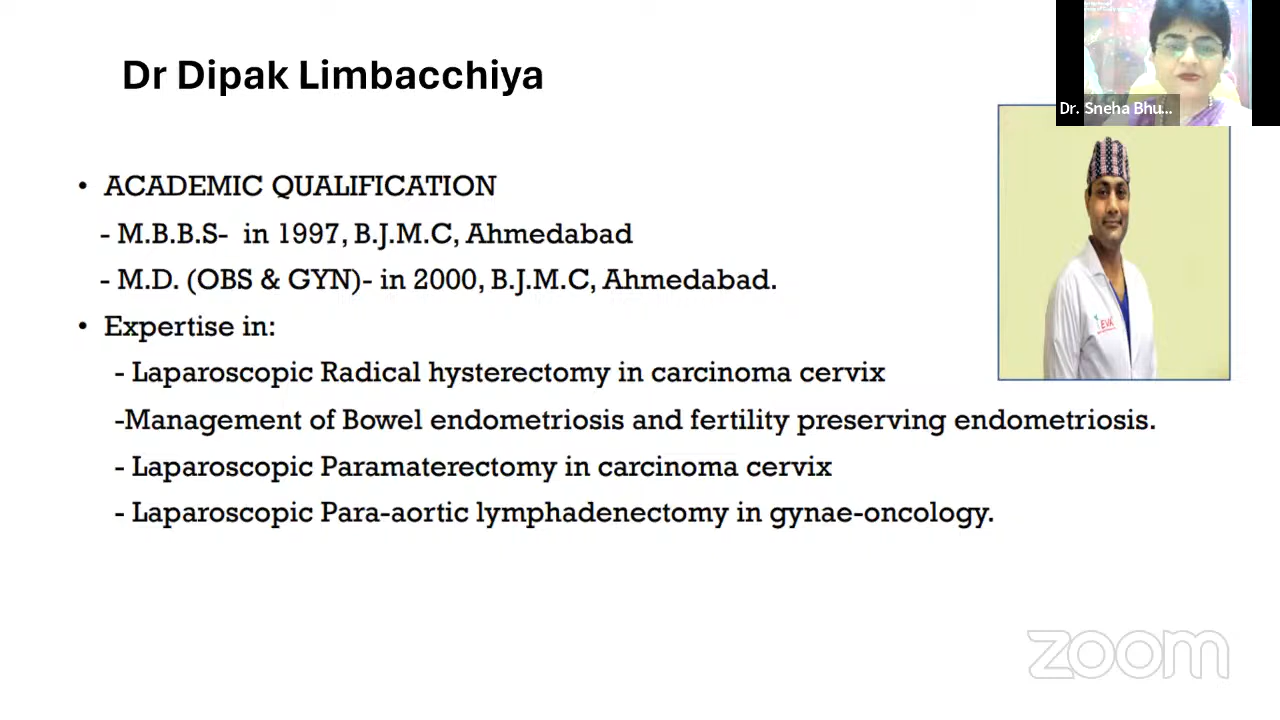 Dr Dipak Limbacchiya
Dr. Sneha Bhu...
• ACADEMIC QUALIFICATION
- M.B.B.S- in 1997, B.J.M.C, Ahmedabad
- M.D. (OBS & GYN)- in 2000, B.J.M.C, Ahmedabad.
• Expertise in:
EVA
- Laparoscopic Radical hysterectomy in carcinoma cervix
-Management of Bowel endometriosis and fertility preserving endometriosis.
- Laparoscopic Paramaterectomy in carcinoma cervix
- Laparoscopic Para-aortic lymphadenectomy in gynae-oncology.
zoom